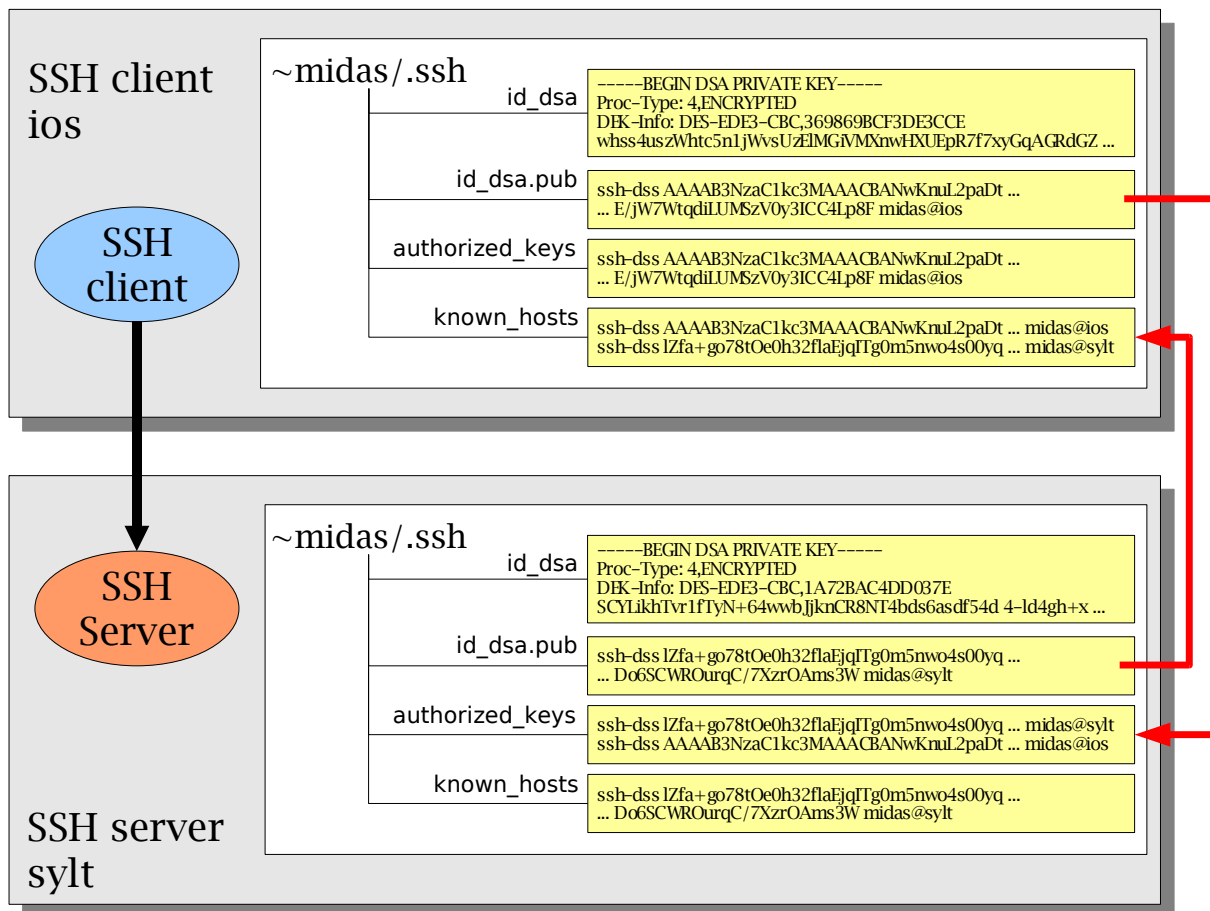 SSH client
ios
~midas/.ssh
id_dsa
-----BEGIN DSA PRIVATE KEY-----
Proc-Type: 4,ENCRYPTED
DEK-Info: DES-EDE3-CBC,369869BCF3DE3CCE
whss4uszWhtc5n1jWvsUzElMGiVMXnwHXUEpR7f7xyGqAGRdGZ ...
id_dsa.pub
ssh-dss AAAAB3NzaC1kc3MAAACBANwKnuL2paDt ...
... E/jW7WtqdiLUMSzV0y3ICC4Lp8F midas@ios
authorized_keys
ssh-dss AAAAB3NzaC1kc3MAAACBANwKnuL2paDt ...
... E/jW7WtqdiLUMSzV0y3ICC4Lp8F midas@ios
known_hosts
ssh-dss AAAAB3NzaC1kc3MAAACBANwKnuL2paDt ... midas@ios
ssh-dss lZfa+go78tOe0h32flaEjqITg0m5nwo4s00yq ... midas@sylt
SSH
client
SSH
Server
~midas/.ssh
id_dsa
-----BEGIN DSA PRIVATE KEY-----
Proc-Type: 4,ENCRYPTED
DEK-Info: DES-EDE3-CBC,1A72BAC4DD037E
SCYLikhTvr1fTyN+64wwbJjknCR8NT4bds6asdf54d 4-ld4gh+x ...
id_dsa.pub
ssh-dss lZfa+go78tOe0h32flaEjqITg0m5nwo4s00yq ...
... Do6SCWROurqC/7XzrOAms3W midas@sylt
authorized_keys
ssh-dss lZfa+go78tOe0h32flaEjqITg0m5nwo4s00yq ... midas@sylt
ssh-dss AAAAB3NzaC1kc3MAAACBANwKnuL2paDt ... midas@ios
known_hosts
ssh-dss lZfa+go78tOe0h32flaEjqITg0m5nwo4s00yq ...
... Do6SCWROurqC/7XzrOAms3W midas@sylt
SSH server
sylt